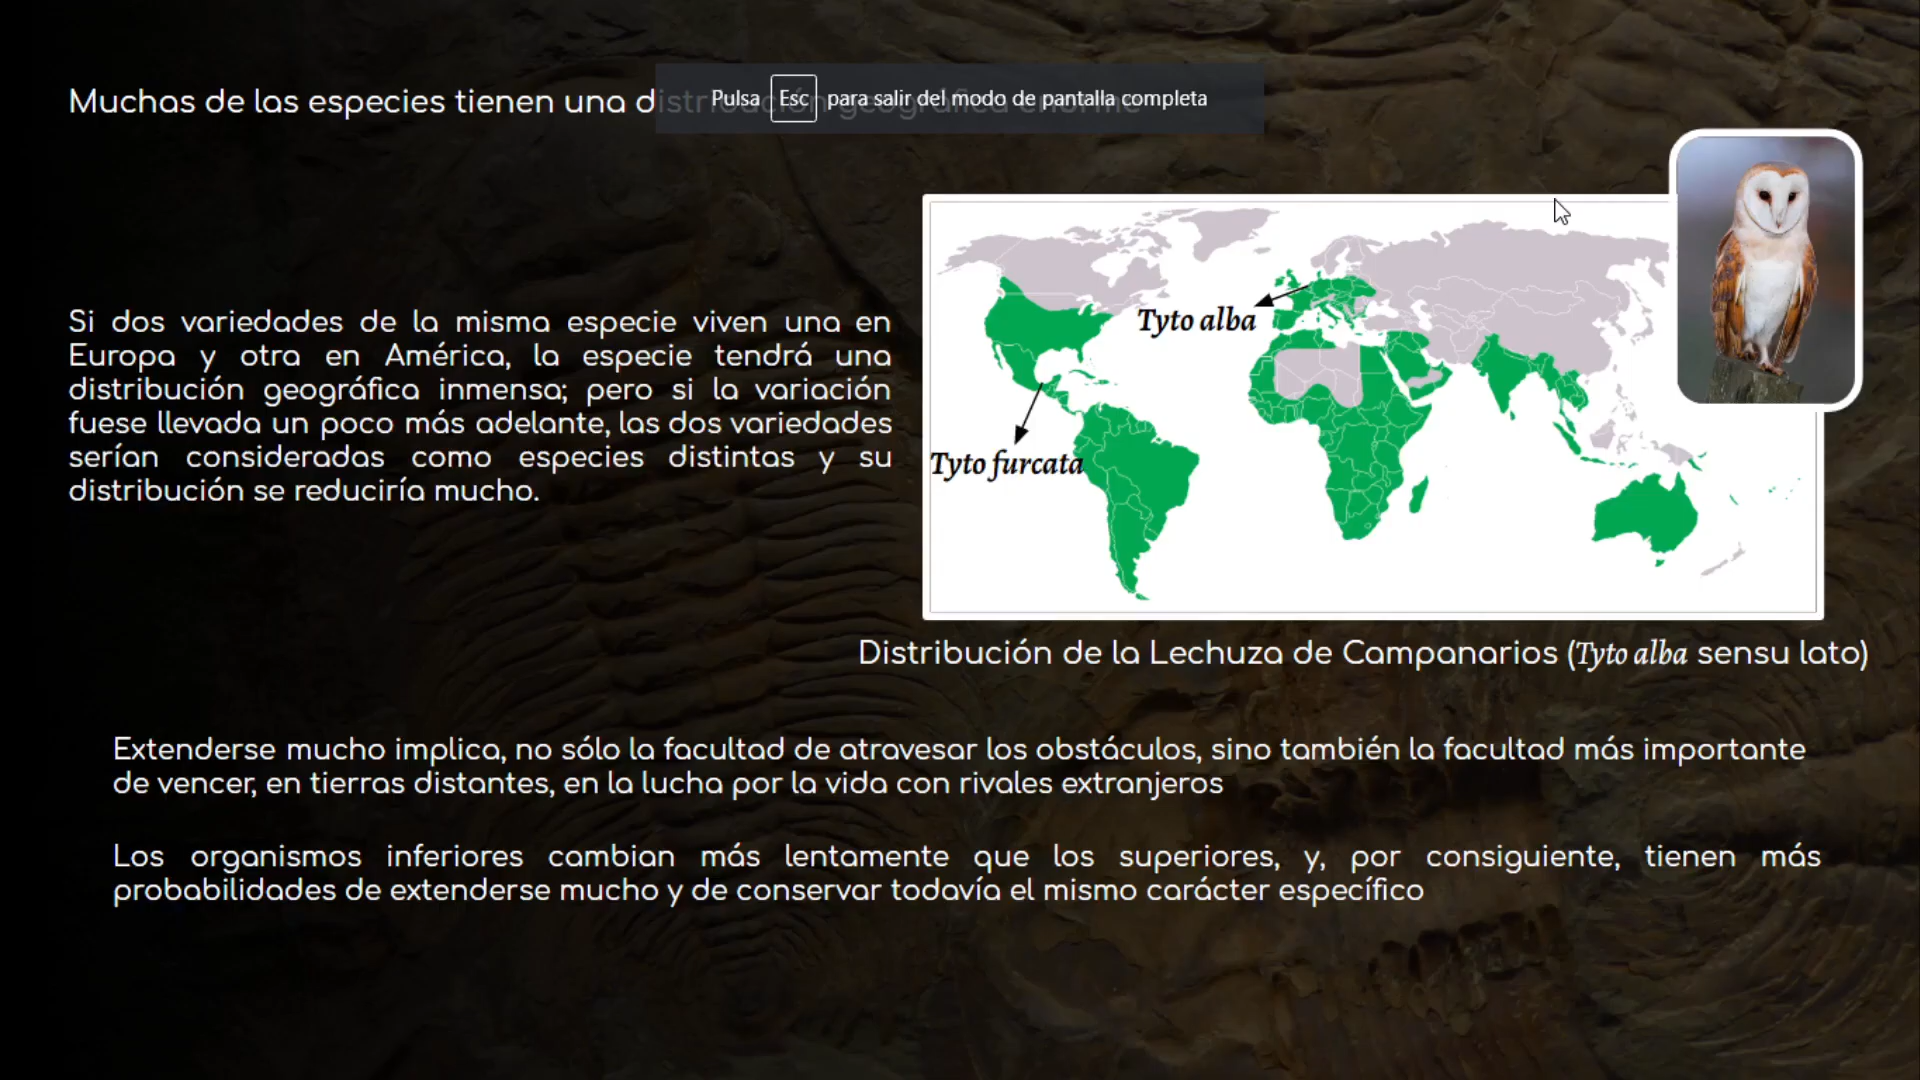 Muchas de las especies tienen una distribución geográfica enorme
Pulsa Esc para salir del modo de pantalla completa
Si dos variedades de la misma especie viven una en
Europa y otra en América, la especie tendrá una
distribución geográfica inmensa; pero si la variación
fuese llevada un poco más adelante, las dos variedades
serían consideradas como especies distintas y su
distribución se reduciría mucho.
Tyto alba
Tyto furcata
Distribución de la Lechuza de Campanarios (Tyto alba sensu lato)
Extenderse mucho implica, no sólo la facultad de atravesar los obstáculos, sino también la facultad más importante
de vencer, en tierras distantes, en la lucha por la vida con rivales extranjeros
Los organismos inferiores cambian más lentamente que los superiores, y, por consiguiente, tienen más
probabilidades de extenderse mucho y de conservar todavía el mismo carácter específico